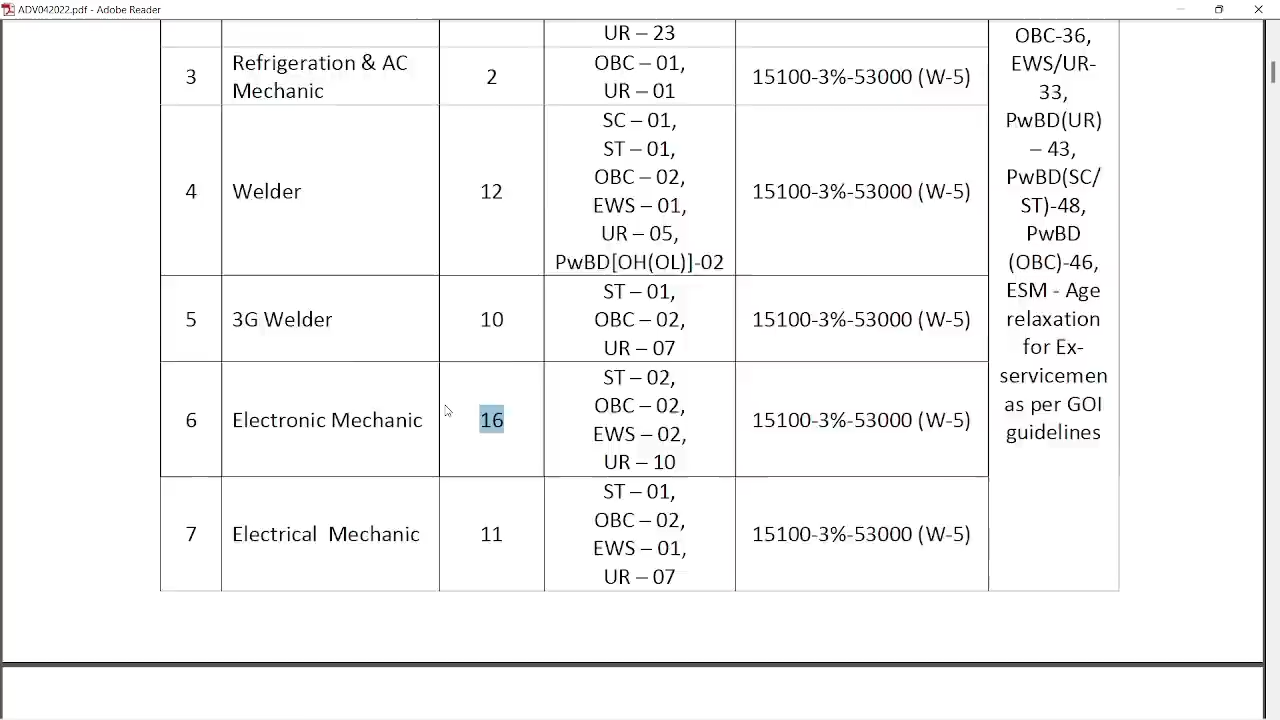 ADV042022.pdf - Adobe Reader
UR – 23
3
Refrigeration & AC
Mechanic
2
OBC – 01,
UR – 01
15100-3%-53000 (W-5)
4
Welder
12
SC – 01,
ST – 01,
OBC – 02,
EWS – 01,
UR – 05,
PwBD[OH(OL)]-02
15100-3%-53000 (W-5)
5
3G Welder
10
ST – 01,
OBC – 02,
UR – 07
15100-3%-53000 (W-5)
6
Electronic Mechanic
16
ST – 02,
OBC – 02,
EWS – 02,
UR – 10
15100-3%-53000 (W-5)
7
Electrical Mechanic
11
ST – 01,
OBC – 02,
EWS – 01,
UR – 07
15100-3%-53000 (W-5)
OBC-36,
EWS/UR-
33,
PwBD(UR)
– 43,
PwBD(SC/
ST)-48,
PwBD
(OBC)-46,
ESM - Age
relaxation
for Ex-
servicemen
as per GOI
guidelines